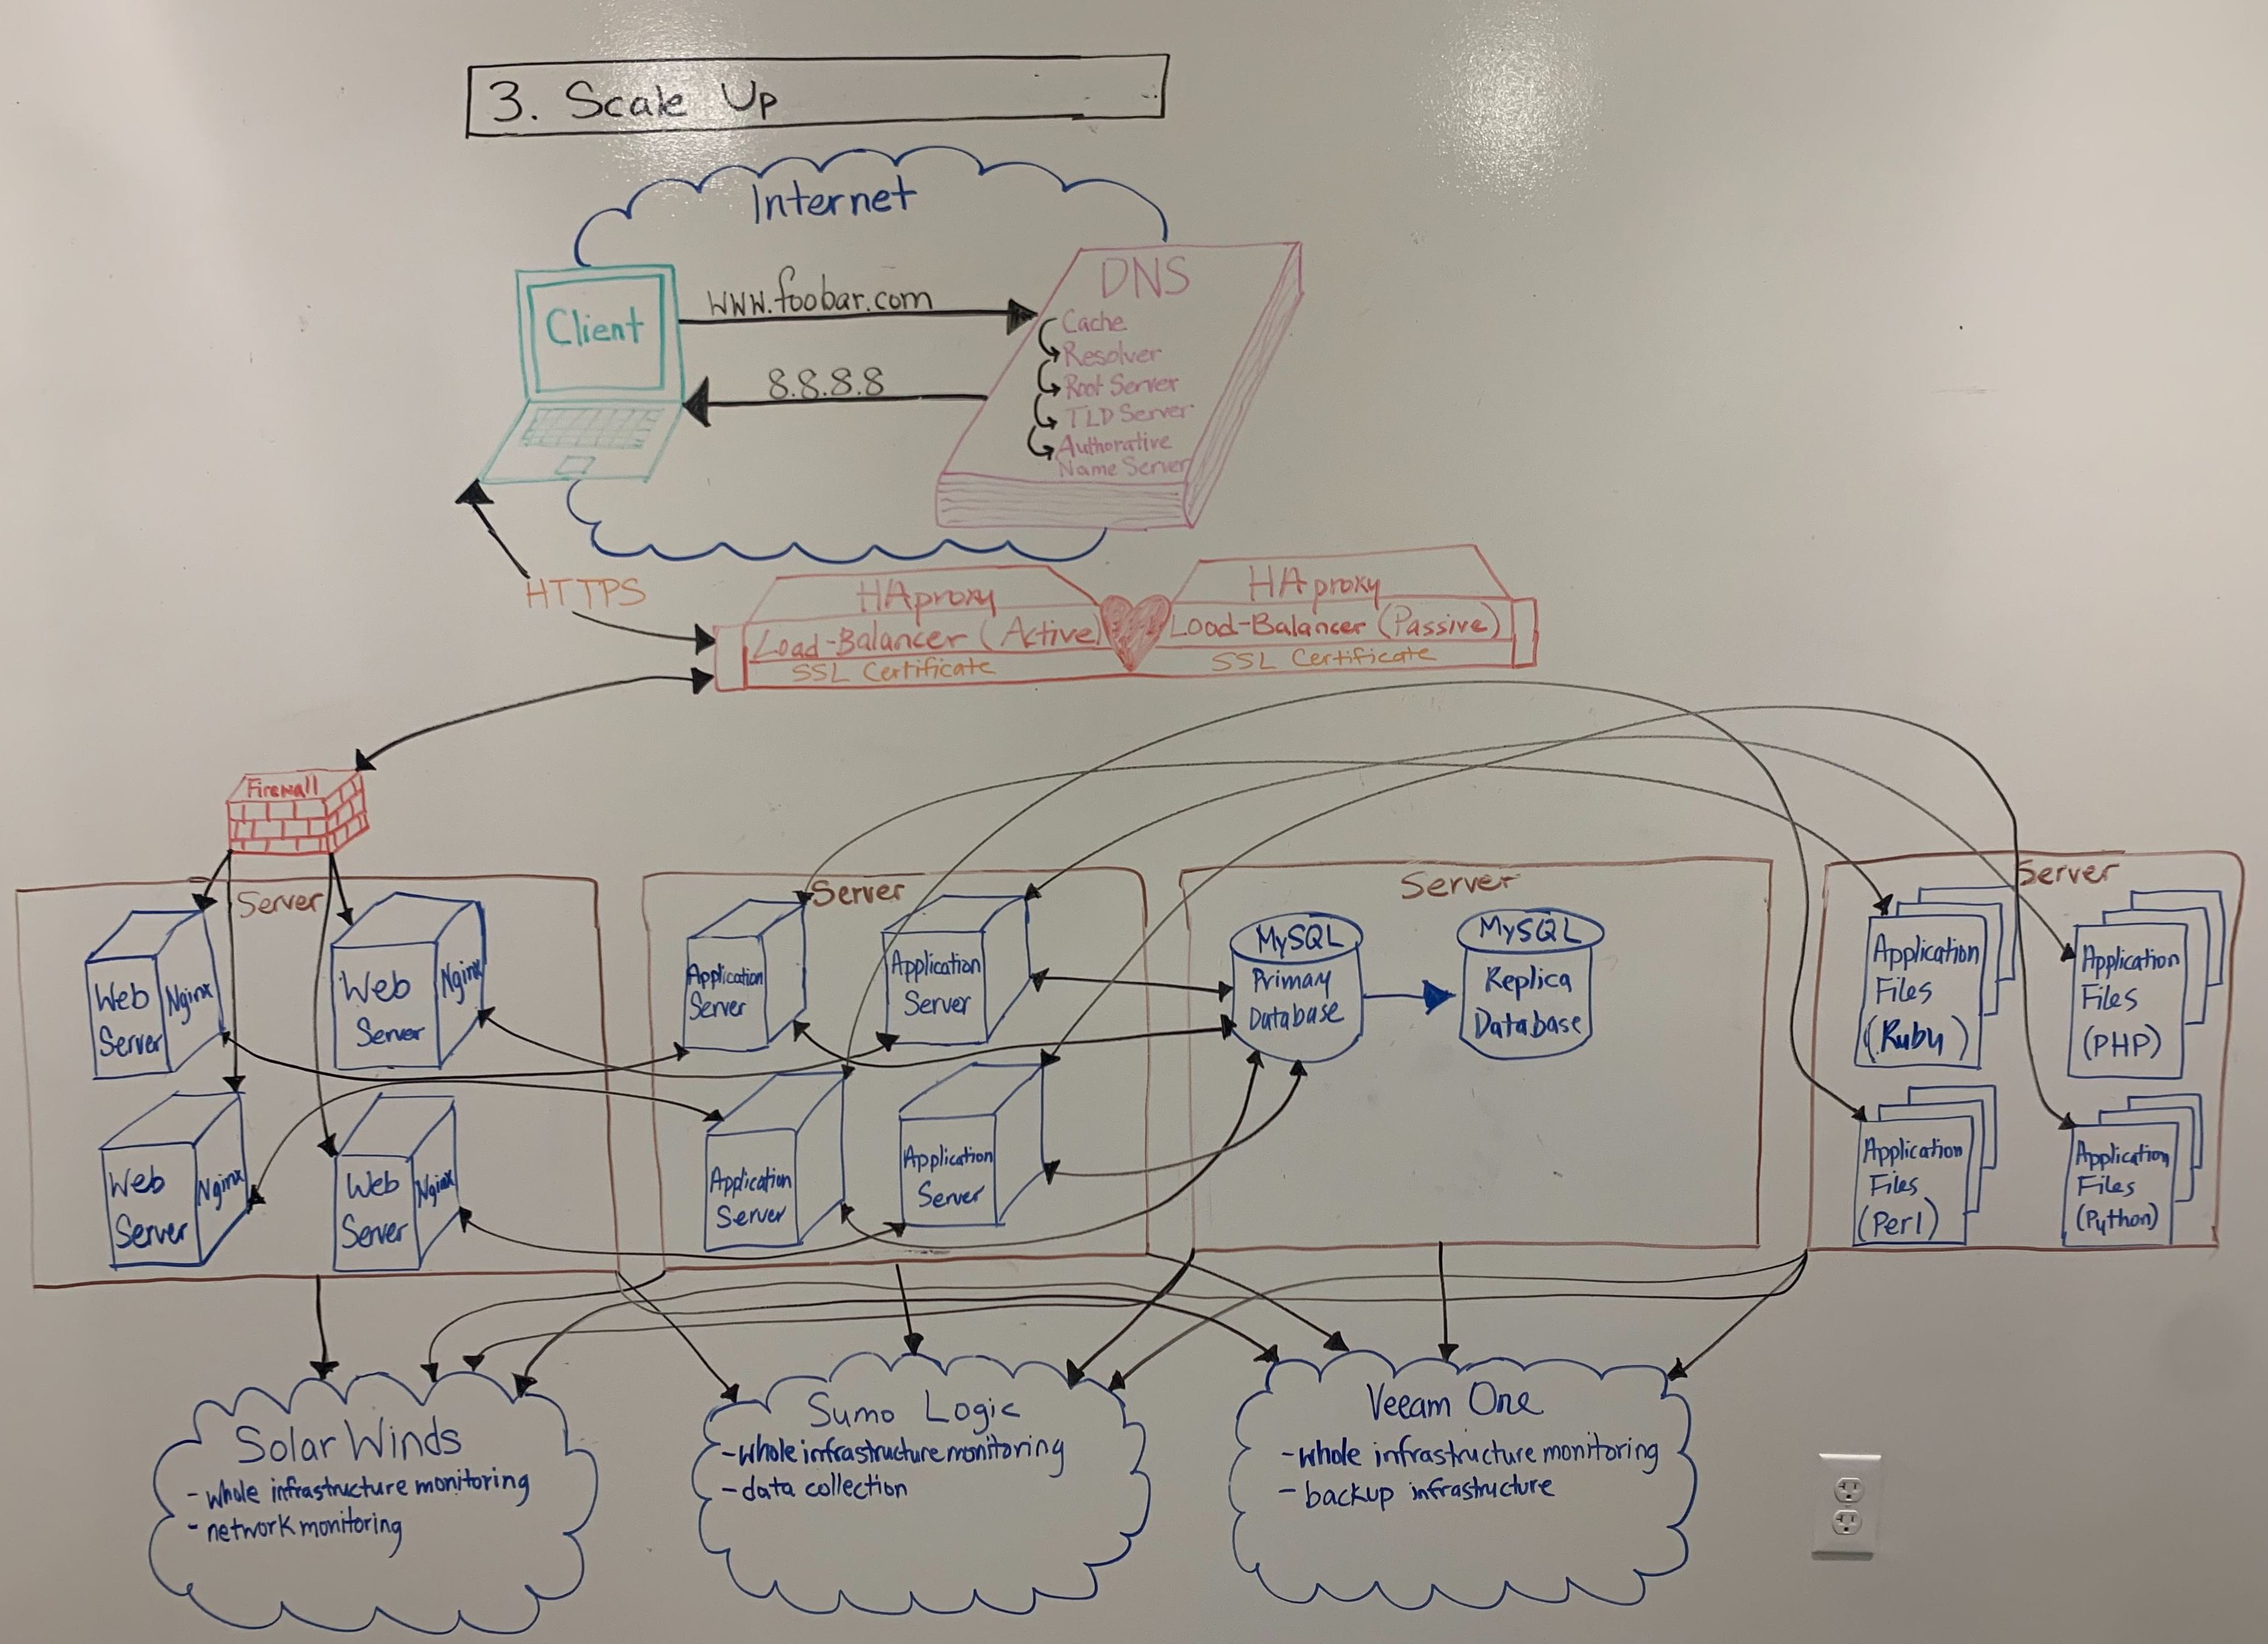 3. Scale Up
Internet
Client
www.foobar.com
8.8.8.8
DNS
Cache
Resolver
Root Server
TLD Server
Authorative
Name Server
HTTPS
HAproxy
Load-Balancer (Active)
SSL Certificate
HAproxy
Load-Balancer (Passive)
SSL Certificate
Firewall
Server
Web
Server
Nginx
Web
Server
Nginx
Web
Server
Nginx
Web
Server
Nginx
Server
Application
Server
Application
Server
Application
Server
Application
Server
Server
MySQL
Primary
Database
MySQL
Replica
Database
Server
Application
Files
(Ruby)
Application
Files
(PHP)
Application
Files
(Perl)
Application
Files
(Python)
Solar Winds
- whole infrastructure monitoring
- network monitoring
Sumo Logic
- whole infrastructure monitoring
- data collection
Veeam One
- whole infrastructure monitoring
- backup infrastructure